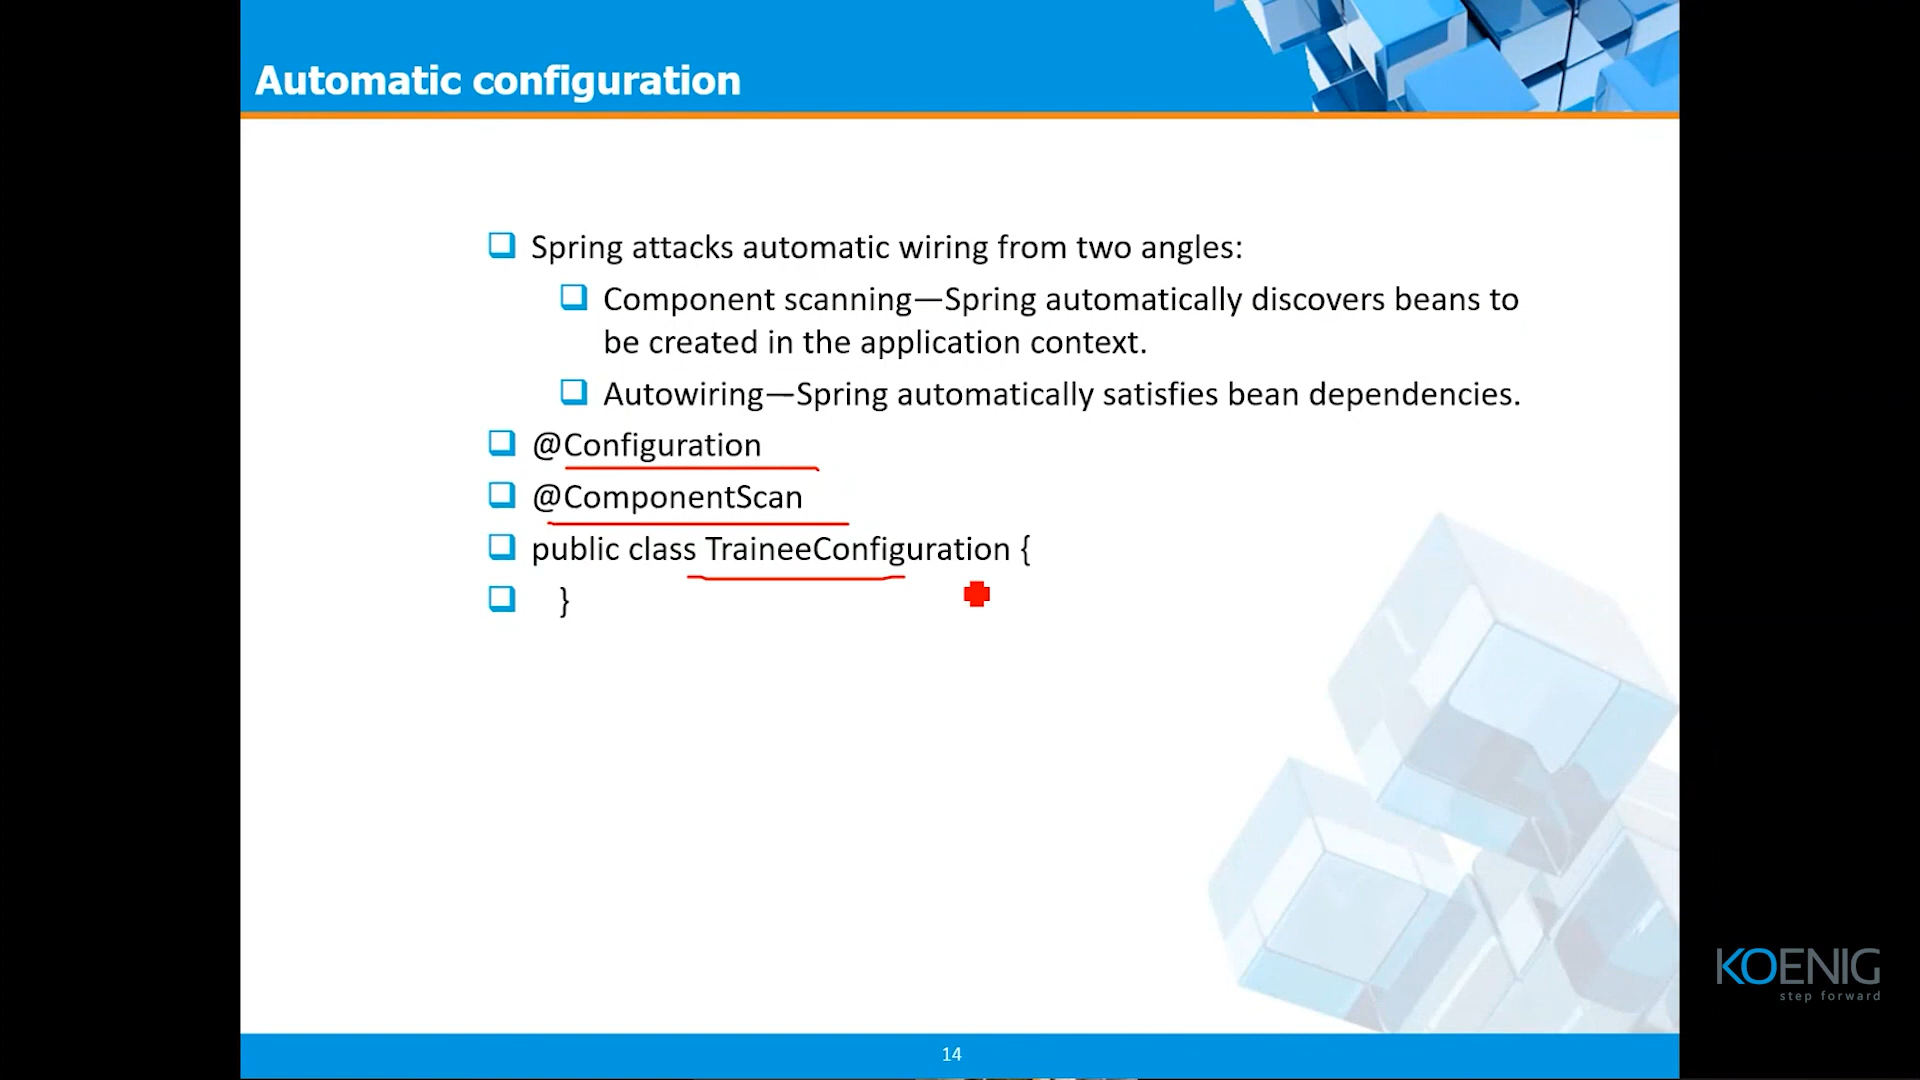 Automatic configuration
Spring attacks automatic wiring from two angles:
Component scanning—Spring automatically discovers beans to
be created in the application context.
Autowiring—Spring automatically satisfies bean dependencies.
@Configuration
@ComponentScan
public class TraineeConfiguration {
}
KOENIG
step forward
14